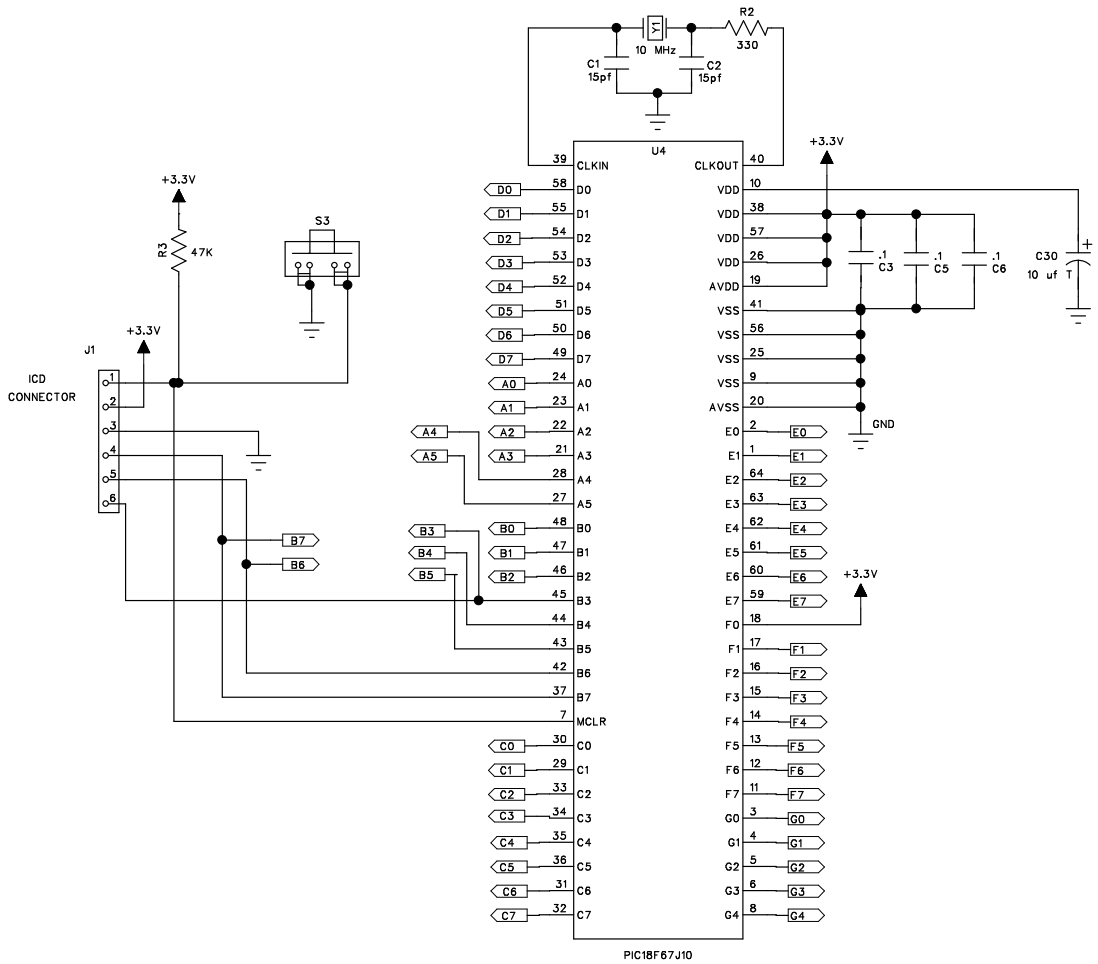 R2
330
Y1
10 MHz
C1
15pf
C2
15pf
U4
+3.3V
R3
47K
S3
+3.3V
J1
ICD
CONNECTOR
1
2
3
4
5
6
B7
B6
+3.3V
.1
C3
.1
C5
.1
C6
+
C30
10 uf T
GND
+3.3V
39 CLKIN
D0 58 D0
D1 55 D1
D2 54 D2
D3 53 D3
D4 52 D4
D5 51 D5
D6 50 D6
D7 49 D7
A0 24 A0
A1 23 A1
A4 A2 22 A2
A5 A3 21 A3
28 A4
27 A5
B3 B0 48 B0
B4 B1 47 B1
B5 B2 46 B2
45 B3
44 B4
43 B5
42 B6
37 B7
7 MCLR
C0 30 C0
C1 29 C1
C2 33 C2
C3 34 C3
C4 35 C4
C5 36 C5
C6 31 C6
C7 32 C7
CLKOUT 40
VDD 10
VDD 38
VDD 57
VDD 26
AVDD 19
VSS 41
VSS 56
VSS 25
VSS 9
AVSS 20
E0 2 E0
E1 1 E1
E2 64 E2
E3 63 E3
E4 62 E4
E5 61 E5
E6 60 E6
E7 59 E7
F0 18
F1 17 F1
F2 16 F2
F3 15 F3
F4 14 F4
F5 13 F5
F6 12 F6
F7 11 F7
G0 3 G0
G1 4 G1
G2 5 G2
G3 6 G3
G4 8 G4
PIC18F67J10